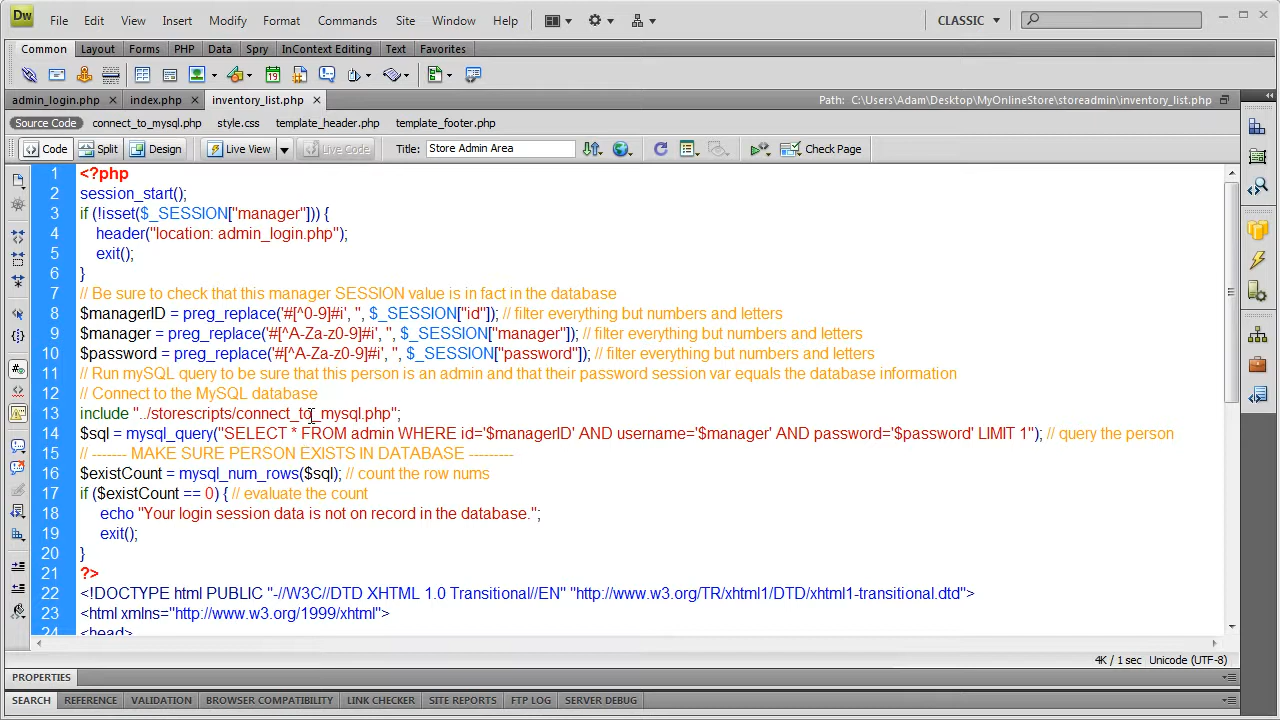 Dw File Edit View Insert Modify Format Commands Site Window Help CLASSIC
Common Layout Forms PHP Data Spry InContext Editing Text Favorites
admin_login.php index.php inventory_list.php Path: C:\Users\Adam\Desktop\MyOnlineStore\storeadmin\inventory_list.php
Source Code connect_to_mysql.php style.css template_header.php template_footer.php
Code Split Design Live View Live Code Title: Store Admin Area Check Page
1 <?php
2 session_start();
3 if (!isset($_SESSION["manager"])) {
4 header("location: admin_login.php");
5 exit();
6 }
7 // Be sure to check that this manager SESSION value is in fact in the database
8 $managerID = preg_replace('#[^0-9]#i', '', $_SESSION["id"]); // filter everything but numbers and letters
9 $manager = preg_replace('#[^A-Za-z0-9]#i', '', $_SESSION["manager"]); // filter everything but numbers and letters
10 $password = preg_replace('#[^A-Za-z0-9]#i', '', $_SESSION["password"]); // filter everything but numbers and letters
11 // Run mySQL query to be sure that this person is an admin and that their password session var equals the database information
12 // Connect to the MySQL database
13 include "../storescripts/connect_to_mysql.php";
14 $sql = mysql_query("SELECT * FROM admin WHERE id='$managerID' AND username='$manager' AND password='$password' LIMIT 1"); // query the person
15 // ------- MAKE SURE PERSON EXISTS IN DATABASE ---------
16 $existCount = mysql_num_rows($sql); // count the row nums
17 if ($existCount == 0) { // evaluate the count
18 echo "Your login session data is not on record in the database.";
19 exit();
20 }
21 ?>
22 <!DOCTYPE html PUBLIC "-//W3C//DTD XHTML 1.0 Transitional//EN" "http://www.w3.org/TR/xhtml1/DTD/xhtml1-transitional.dtd">
23 <html xmlns="http://www.w3.org/1999/xhtml">
24 <head>
4K / 1 sec Unicode (UTF-8)
PROPERTIES
SEARCH REFERENCE VALIDATION BROWSER COMPATIBILITY LINK CHECKER SITE REPORTS FTP LOG SERVER DEBUG